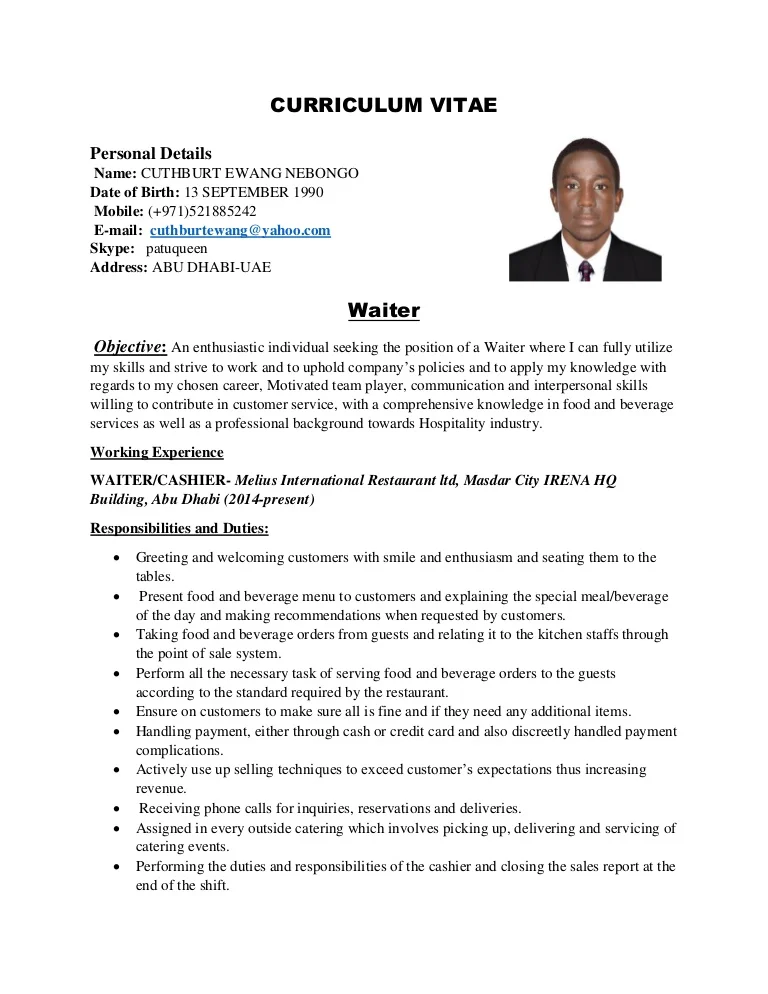 CURRICULUM VITAE
Personal Details
Name: CUTHBURT EWANG NEBONGO
Date of Birth: 13 SEPTEMBER 1990
Mobile: (+971)521885242
E-mail: cuthburtewang@yahoo.com
Skype: patuqueen
Address: ABU DHABI-UAE
Waiter
Objective: An enthusiastic individual seeking the position of a Waiter where I can fully utilize
my skills and strive to work and to uphold company’s policies and to apply my knowledge with
regards to my chosen career, Motivated team player, communication and interpersonal skills
willing to contribute in customer service, with a comprehensive knowledge in food and beverage
services as well as a professional background towards Hospitality industry.
Working Experience
WAITER/CASHIER- Melius International Restaurant ltd, Masdar City IRENA HQ
Building, Abu Dhabi (2014-present)
Responsibilities and Duties:
• Greeting and welcoming customers with smile and enthusiasm and seating them to the
tables.
• Present food and beverage menu to customers and explaining the special meal/beverage
of the day and making recommendations when requested by customers.
• Taking food and beverage orders from guests and relating it to the kitchen staffs through
the point of sale system.
• Perform all the necessary task of serving food and beverage orders to the guests
according to the standard required by the restaurant.
• Ensure on customers to make sure all is fine and if they need any additional items.
• Handling payment, either through cash or credit card and also discreetly handled payment
complications.
• Actively use up selling techniques to exceed customer’s expectations thus increasing
revenue.
• Receiving phone calls for inquiries, reservations and deliveries.
• Assigned in every outside catering which involves picking up, delivering and servicing of
catering events.
• Performing the duties and responsibilities of the cashier and closing the sales report at the
end of the shift.